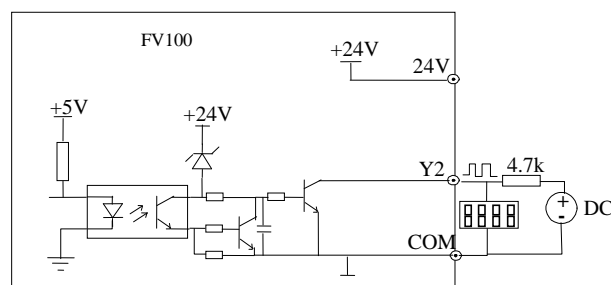 FV100
+24V
24V
+5V
+24V
Y2
4.7k
+
-
DC
COM